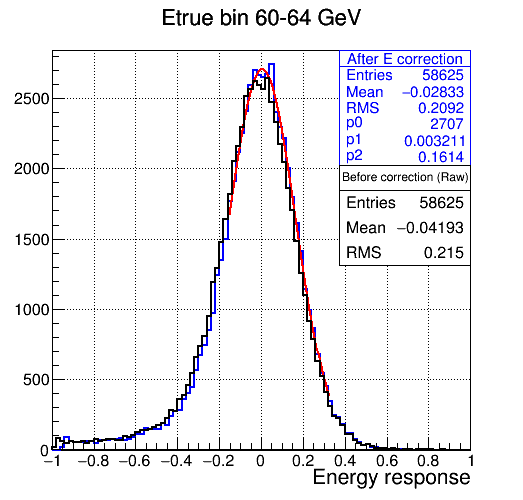 Etrue bin 60-64 GeV
After E correction
Entries 58625
Mean −0.02833
RMS 0.2092
p0 2707
p1 0.003211
p2 0.1614
Before correction (Raw)
Entries 58625
Mean −0.04193
RMS 0.215
2500
2000
1500
1000
500
0
−1 −0.8 −0.6 −0.4 −0.2 0 0.2 0.4 0.6 0.8 1
Energy response